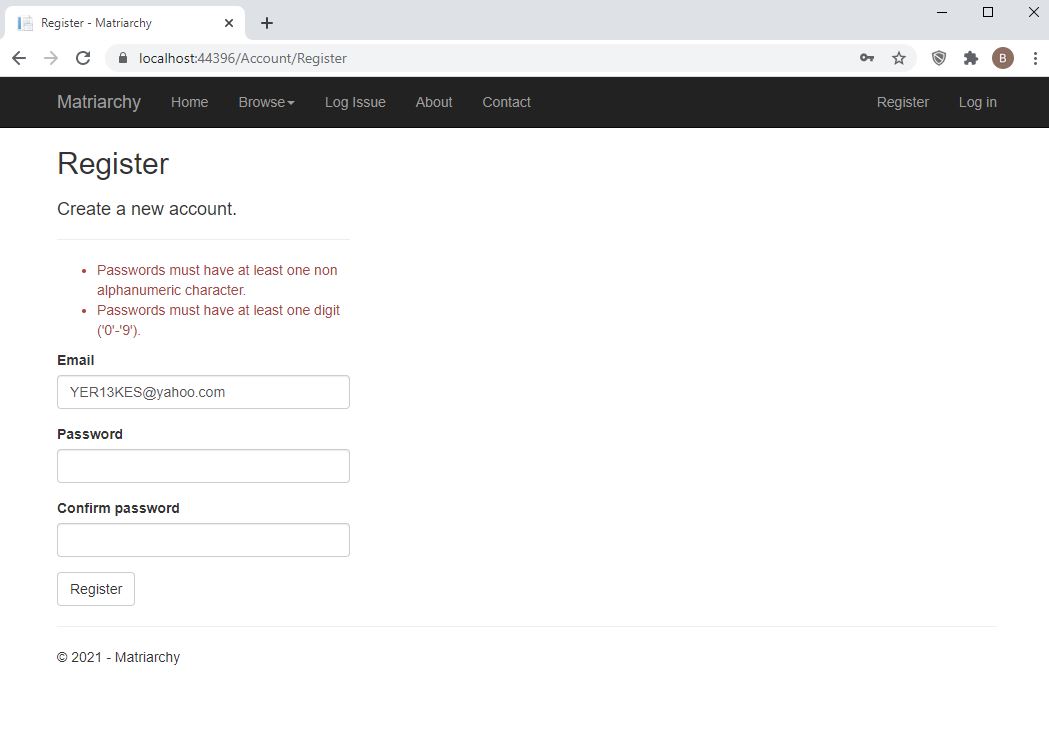 Register - Matriarchy
localhost:44396/Account/Register
B
Matriarchy Home Browse Log Issue About Contact Register Log in
Register
Create a new account.
• Passwords must have at least one non
alphanumeric character.
• Passwords must have at least one digit
('0'-'9').
Email
YER13KES@yahoo.com
Password
Confirm password
Register
© 2021 - Matriarchy